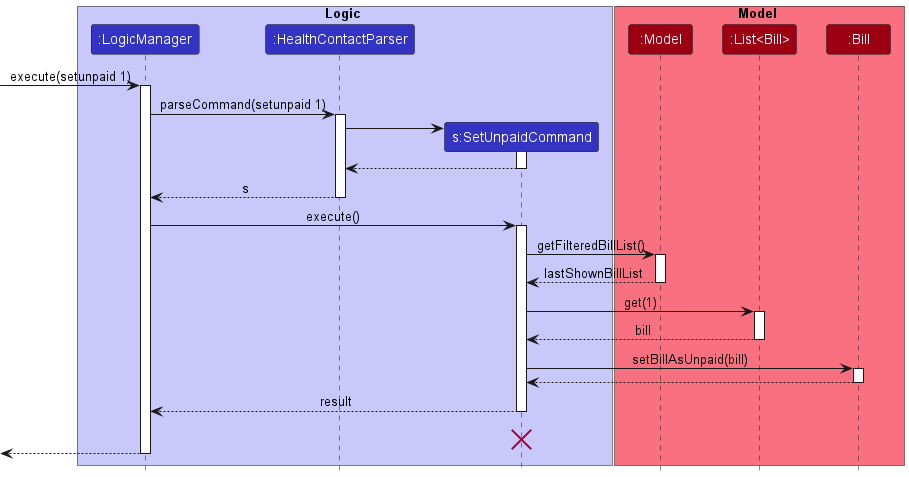 Logic
Model
:LogicManager
:HealthContactParser
:Model
:List<Bill>
:Bill
execute(setunpaid 1)
parseCommand(setunpaid 1)
s:SetUnpaidCommand
s
execute()
getFilteredBillList()
lastShownBillList
get(1)
bill
setBillAsUnpaid(bill)
result